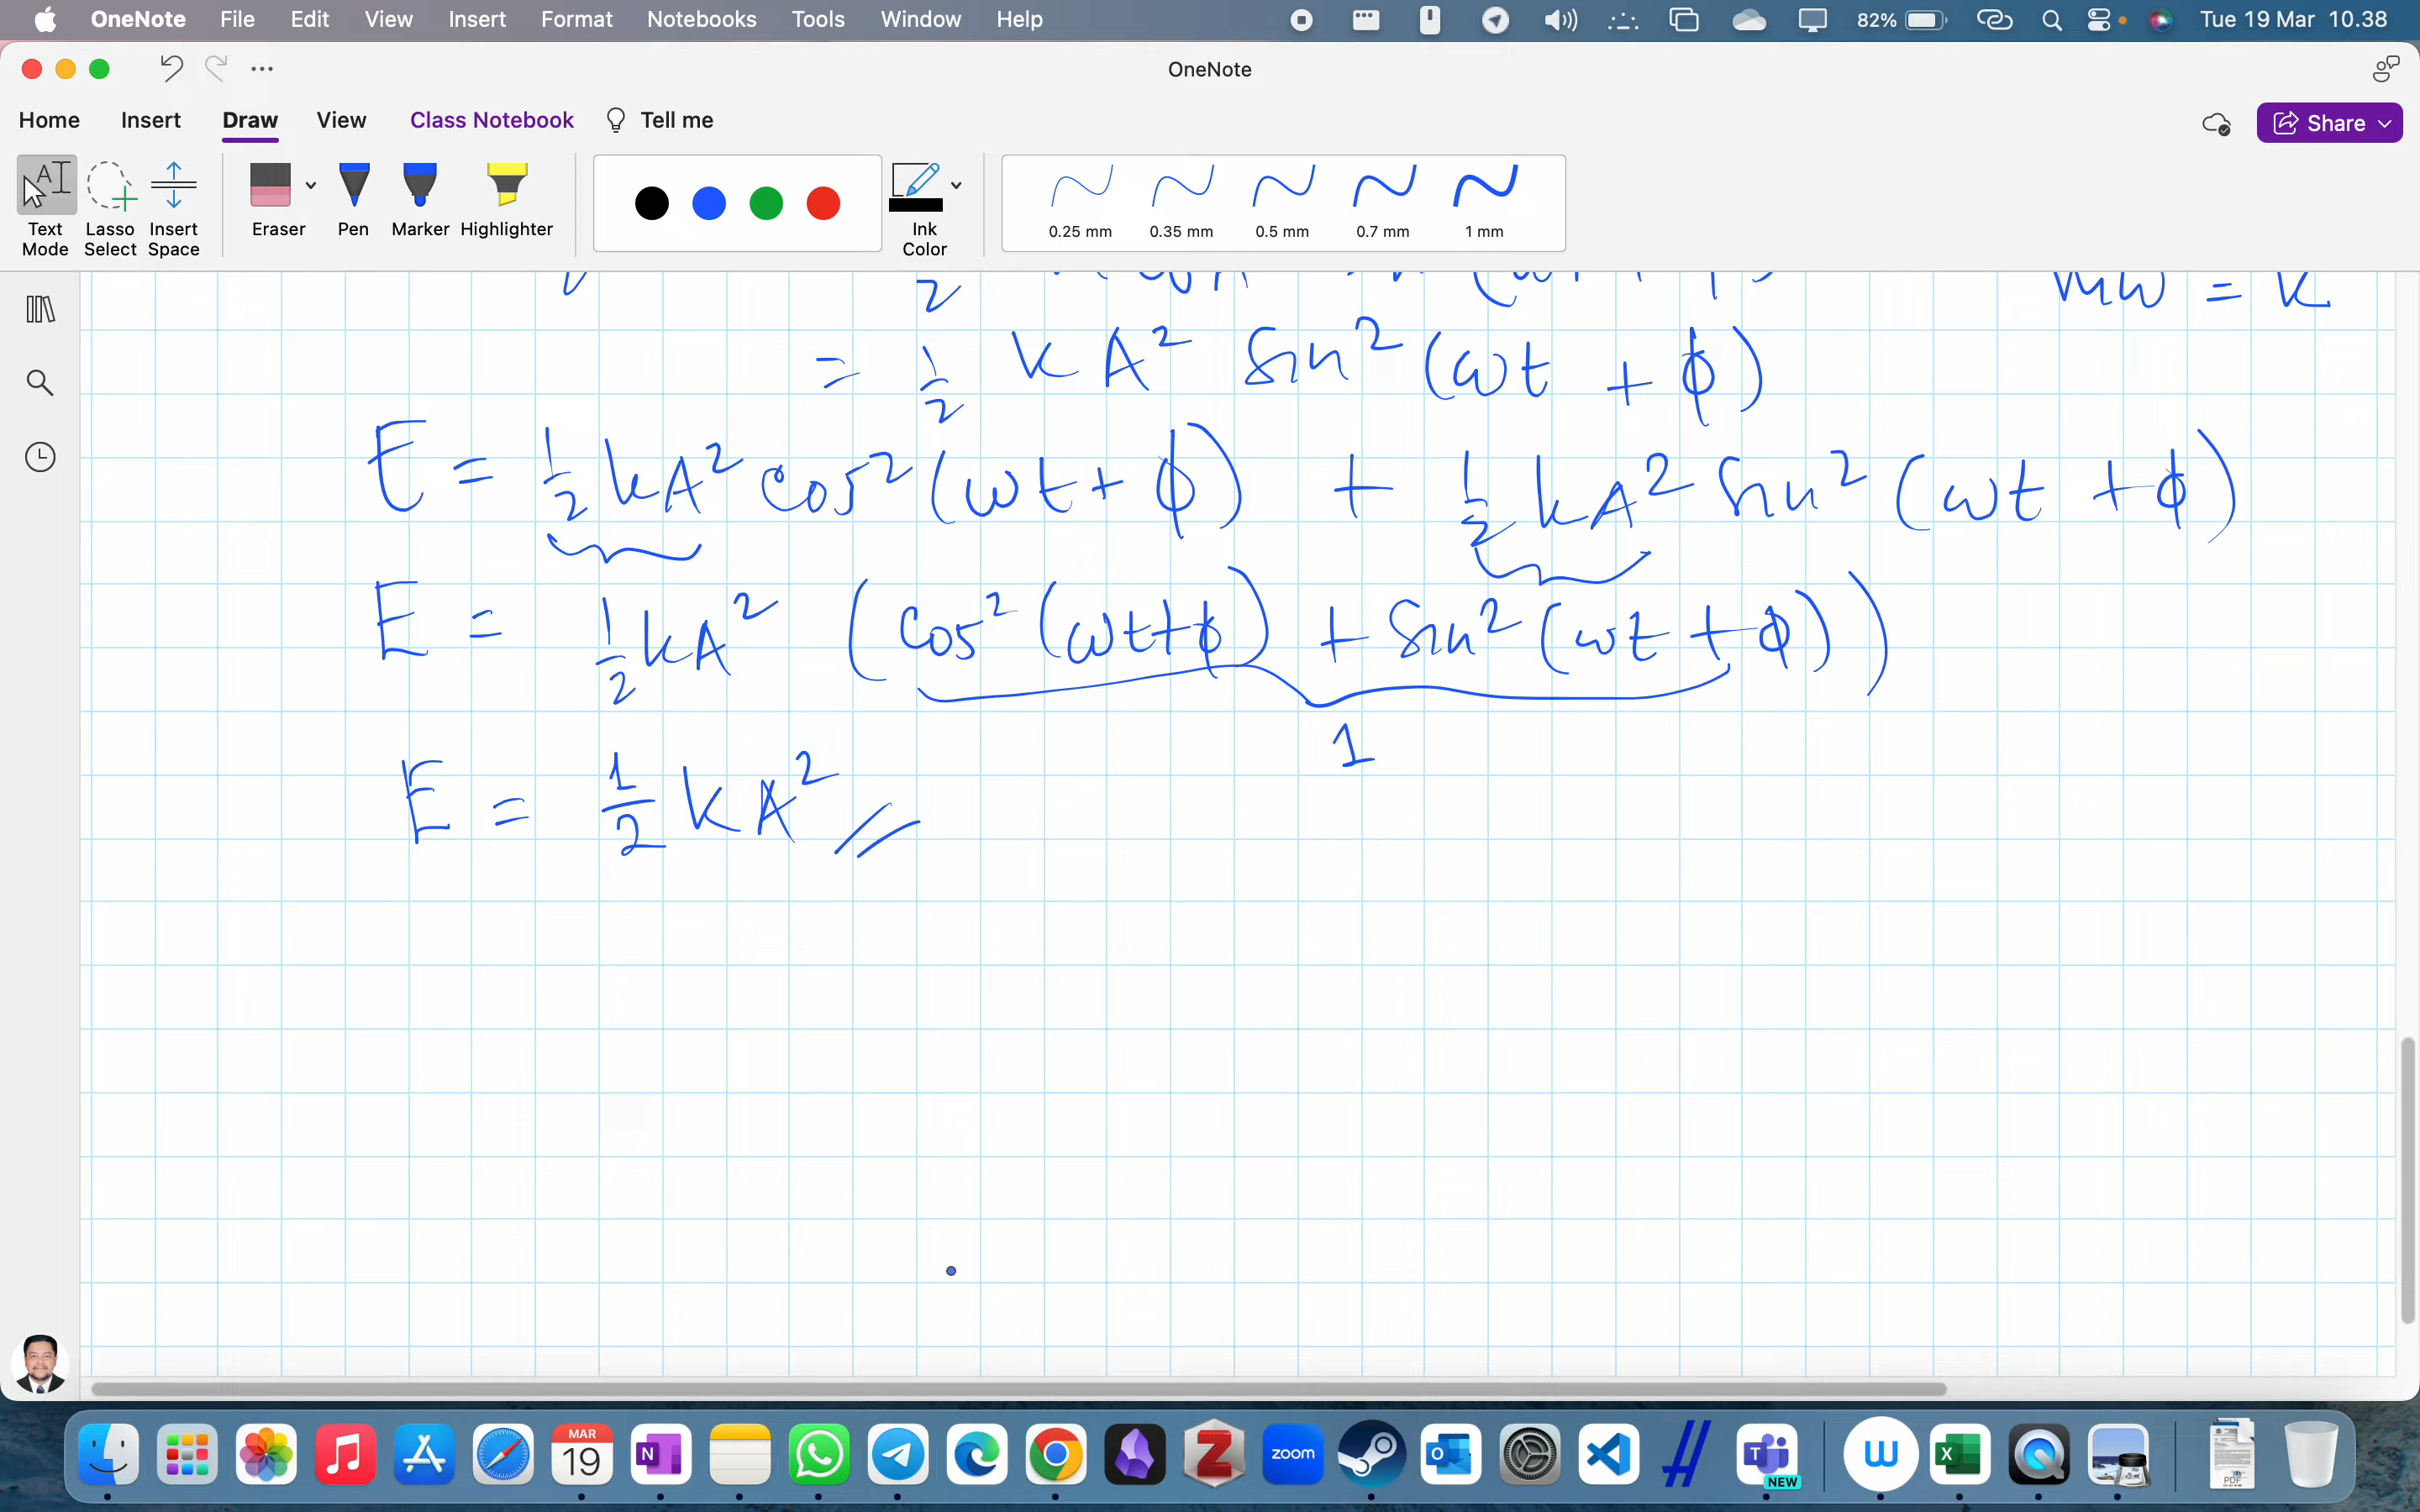 OneNote File Edit View Insert Format Notebooks Tools Window Help 82% Tue 19 Mar 10.38
OneNote
Home Insert Draw View Class Notebook Tell me Share
Text Mode Lasso Select Insert Space Eraser Pen Marker Highlighter Ink Color 0.25 mm 0.35 mm 0.5 mm 0.7 mm 1 mm
= 1/2 kA² sin² (ωt + ϕ)
E = 1/2 kA² cos² (ωt + ϕ) + 1/2 kA² sin² (ωt + ϕ)
E = 1/2 kA² (cos² (ωt + ϕ) + sin² (ωt + ϕ))
1
E = 1/2 kA²
MAR
19
N
Z
zoom
O
T
NEW
W
X
PDF